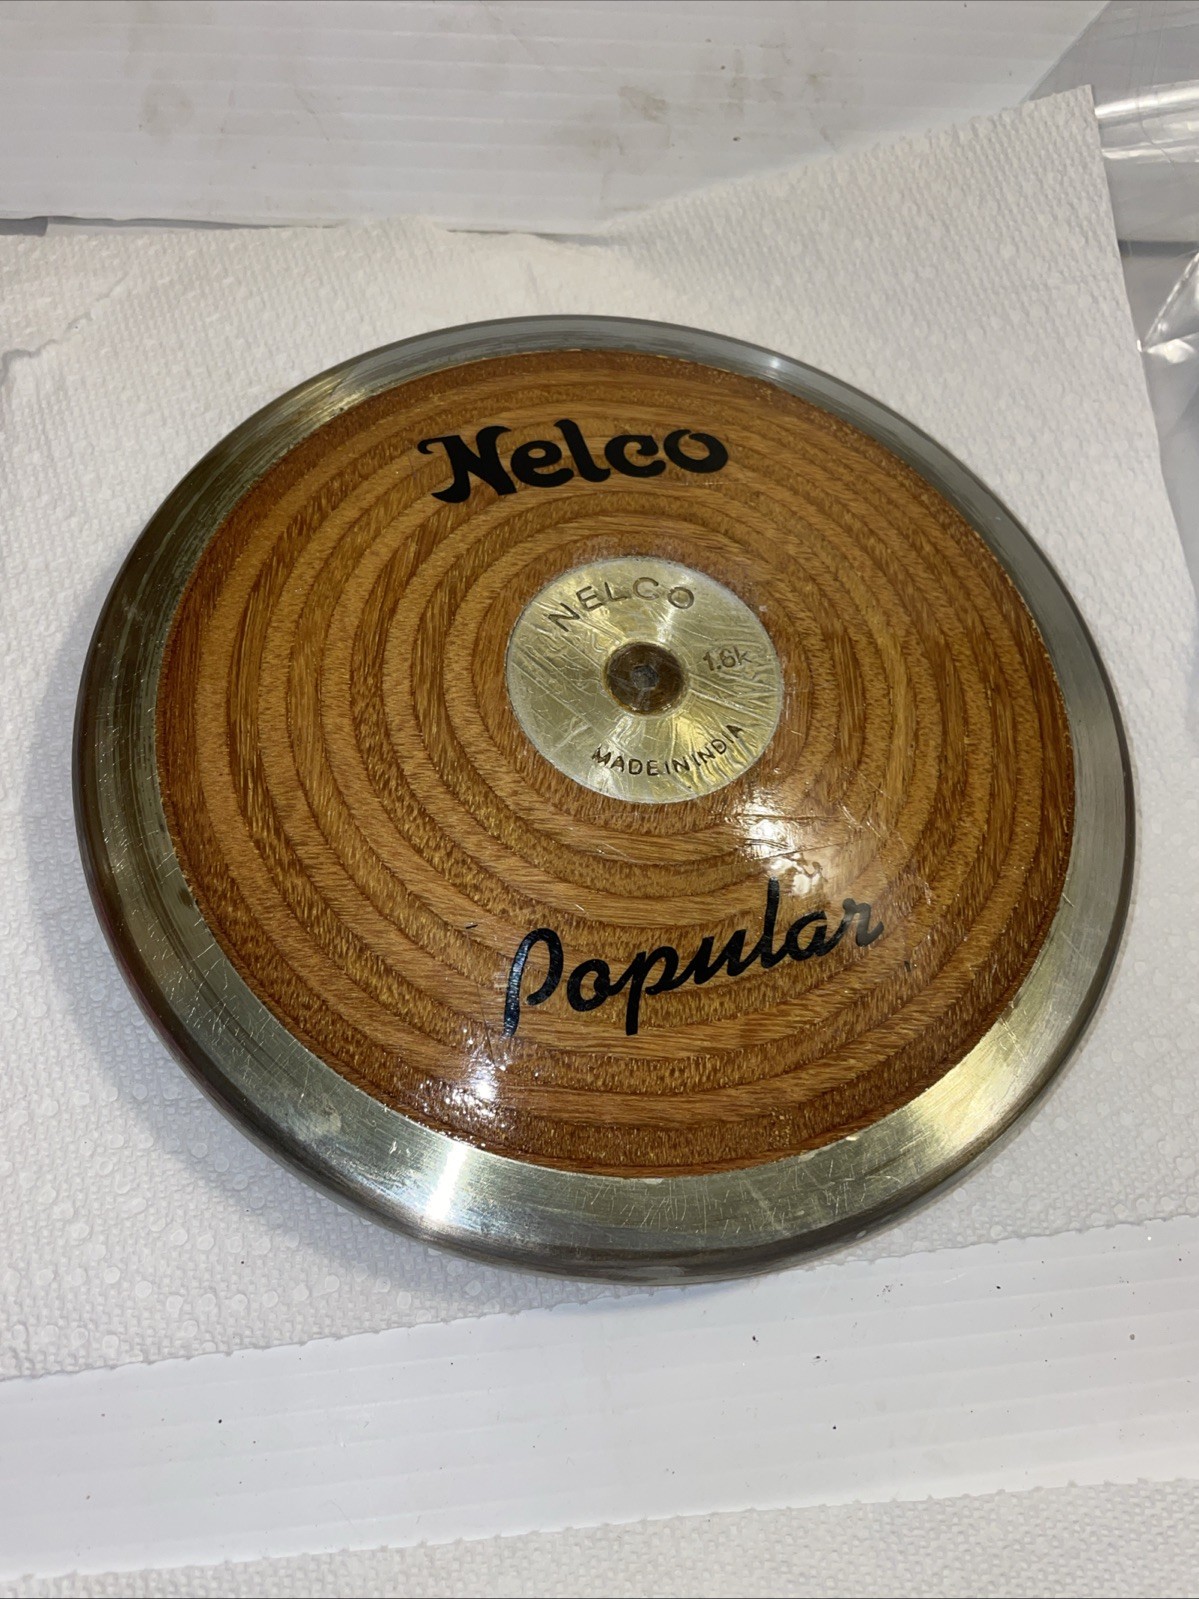 Nelco
NELCO
1.6k
MADE IN INDIA
Popular